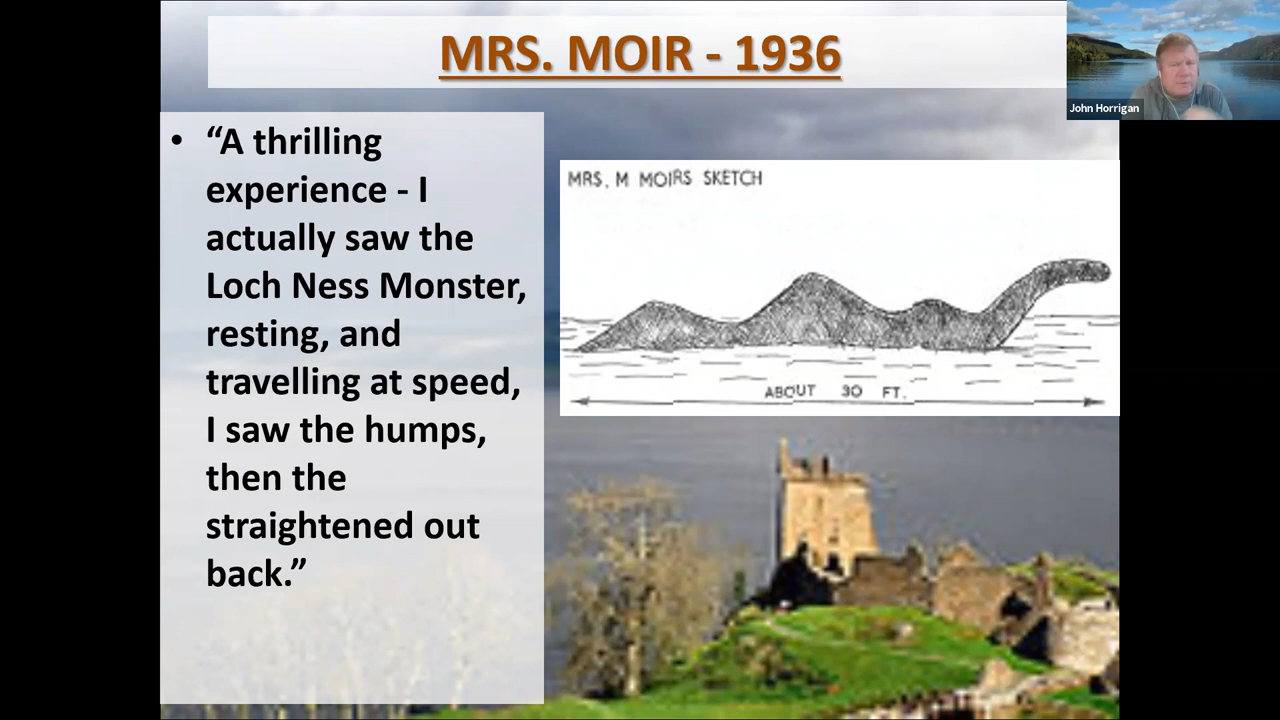 MRS. MOIR - 1936
John Horrigan
• “A thrilling
experience - I
actually saw the
Loch Ness Monster,
resting, and
travelling at speed,
I saw the humps,
then the
straightened out
back.”
MRS. M MOIRS SKETCH
ABOUT 30 FT.